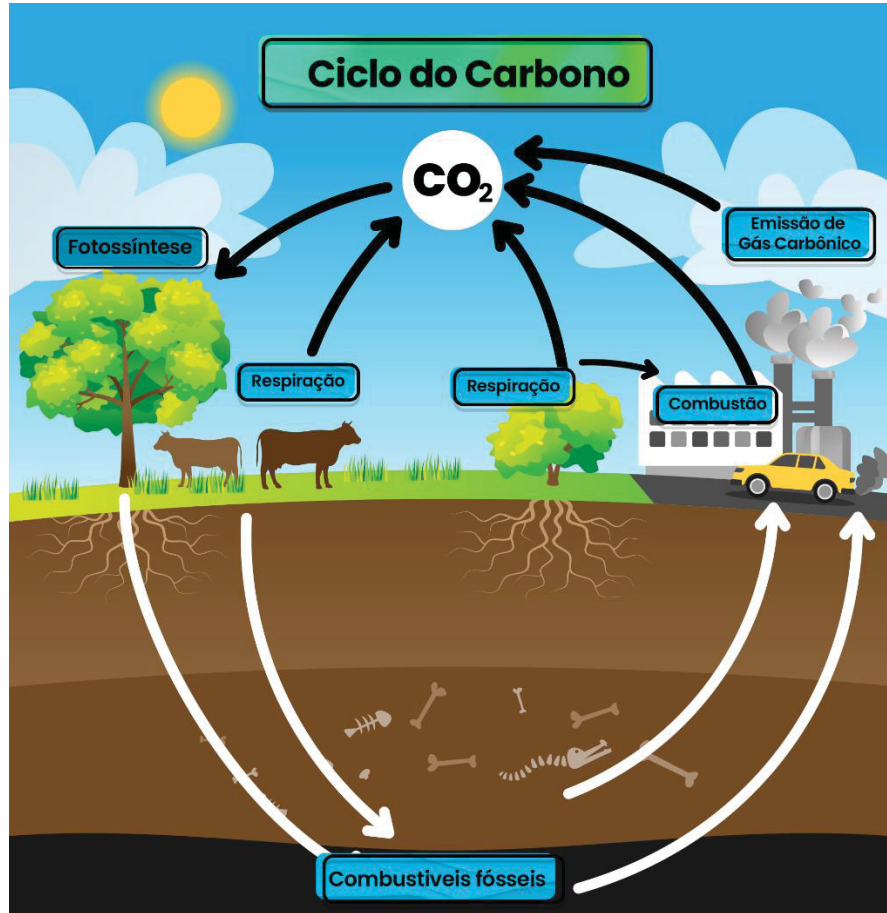 Ciclo do Carbono
CO₂
Emissão de
Gás Carbônico
Fotossíntese
Respiração
Respiração
Combustão
Combustiveis fósseis